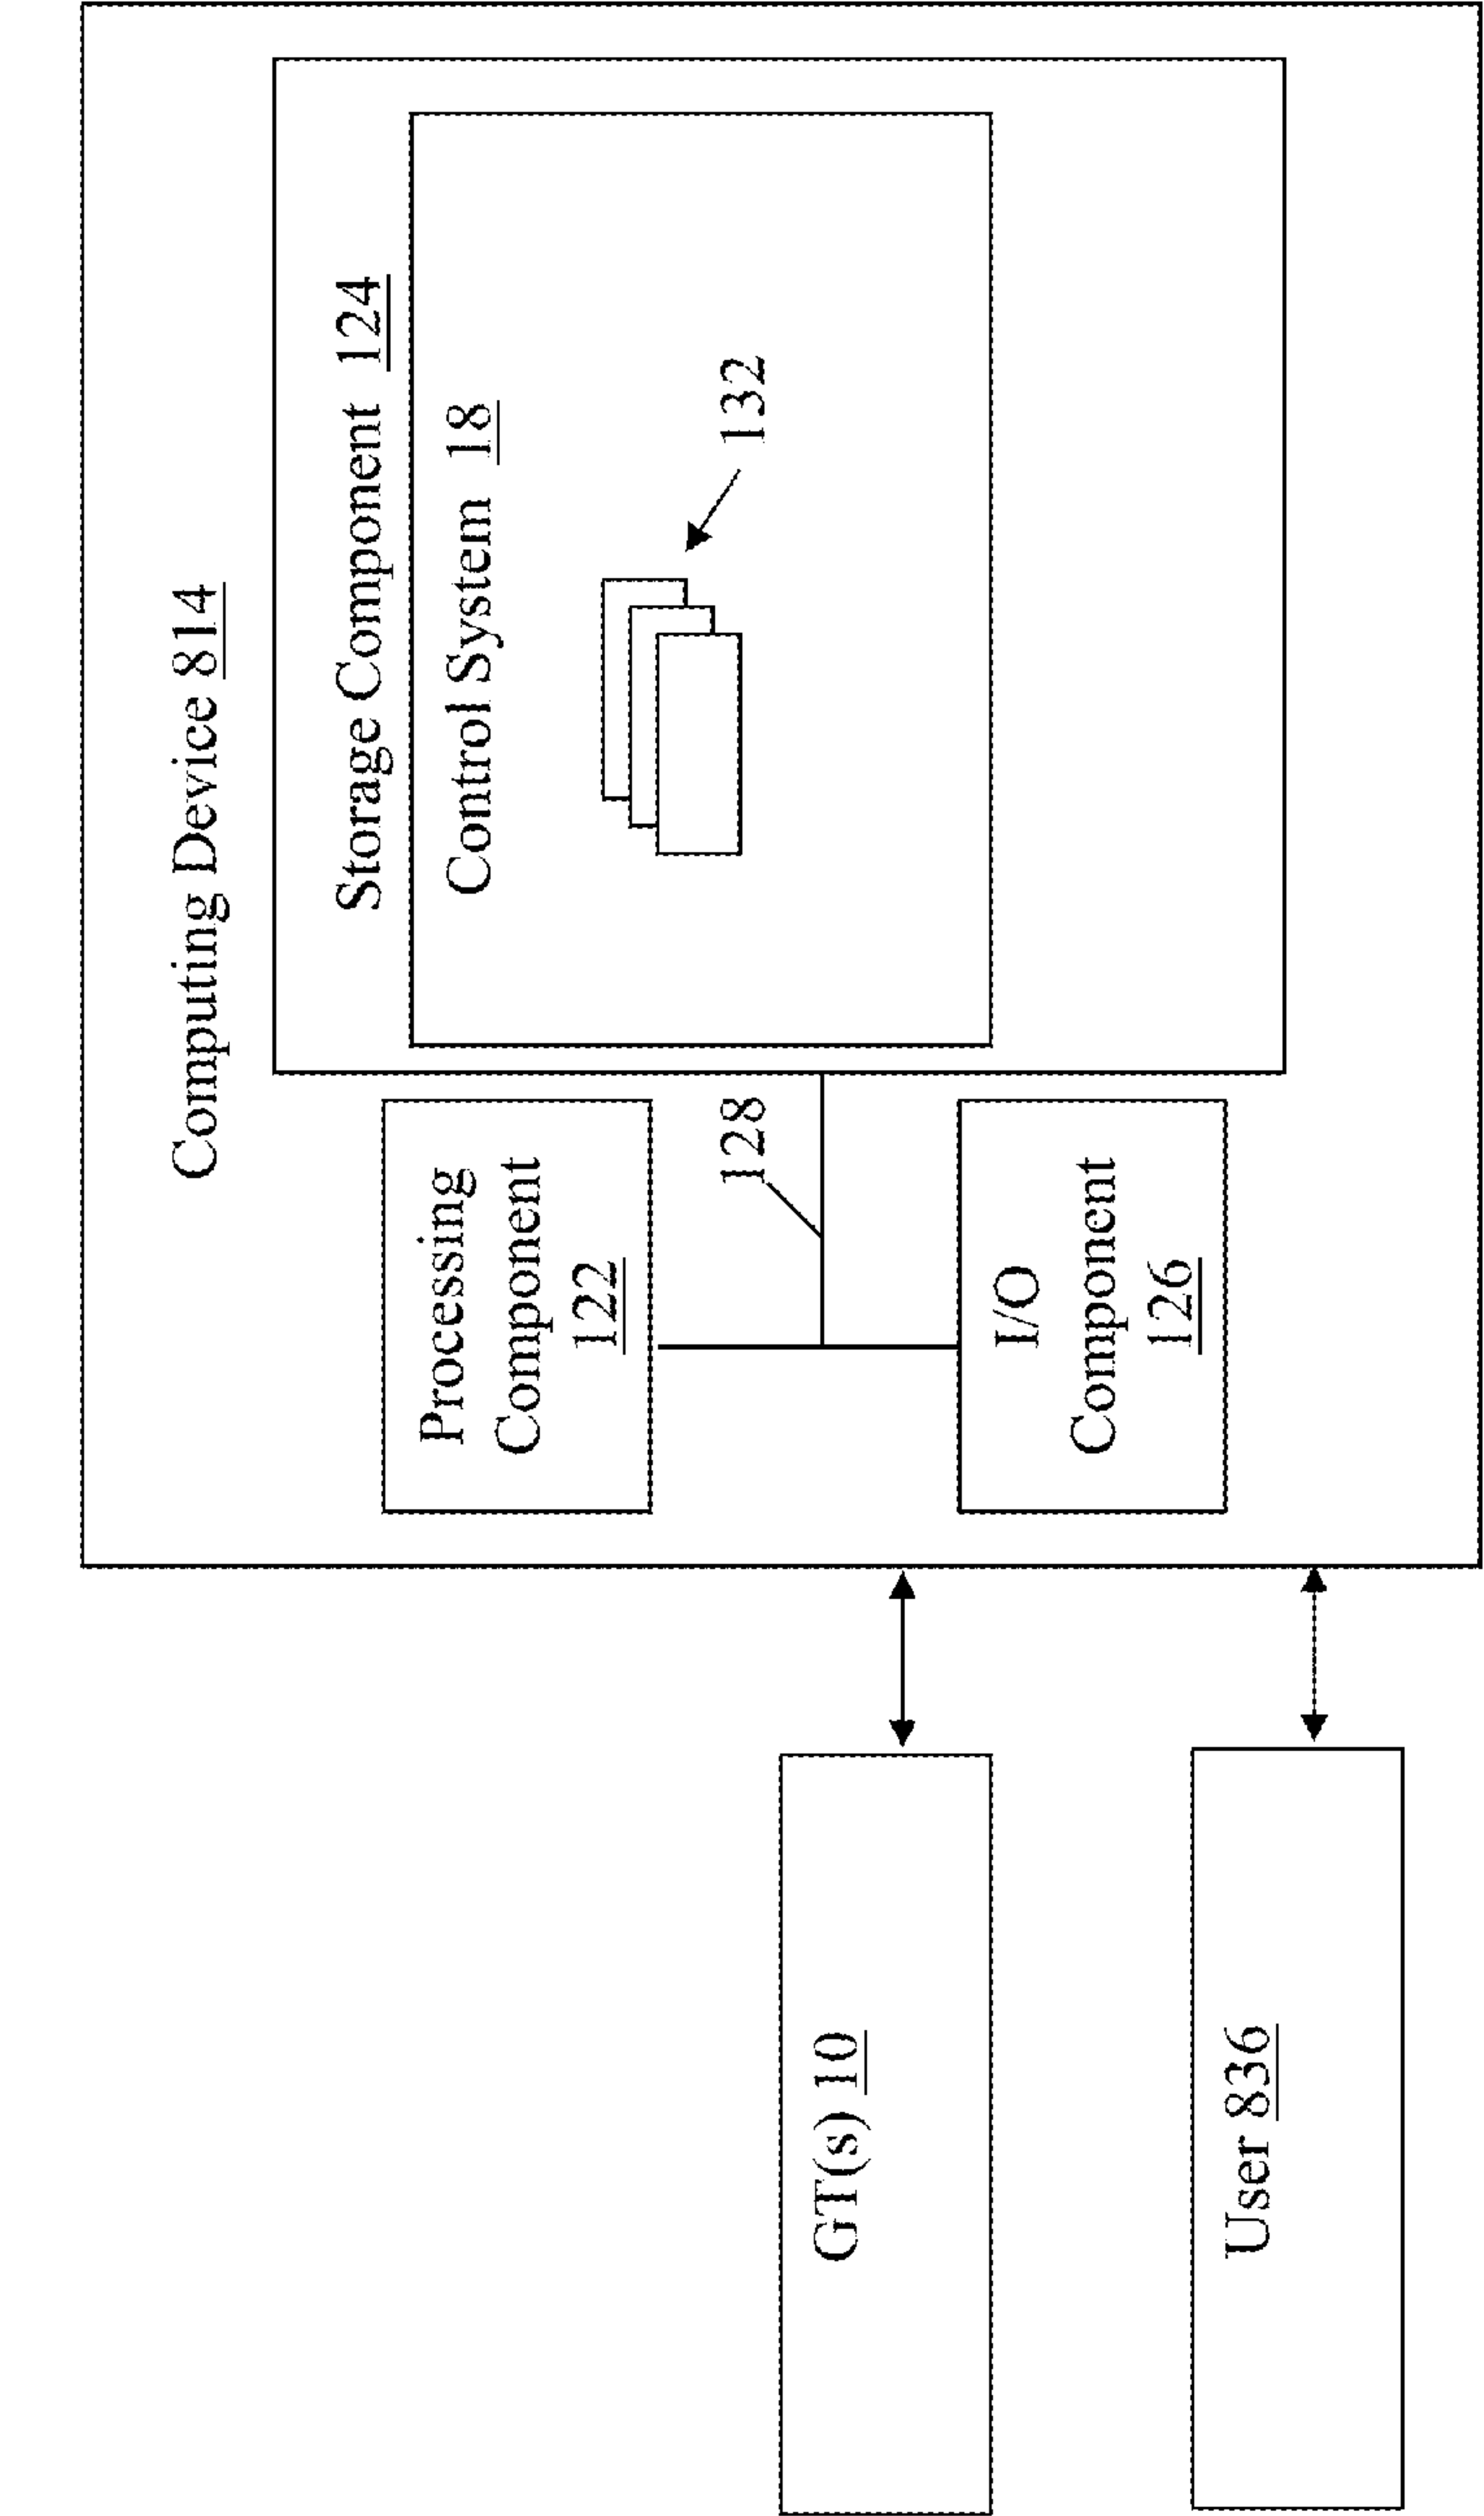 Computing Device 814
Storage Component 124
Control System 18
132
Processing
Component
122
128
I/O
Component
126
GT(s) 10
User 836